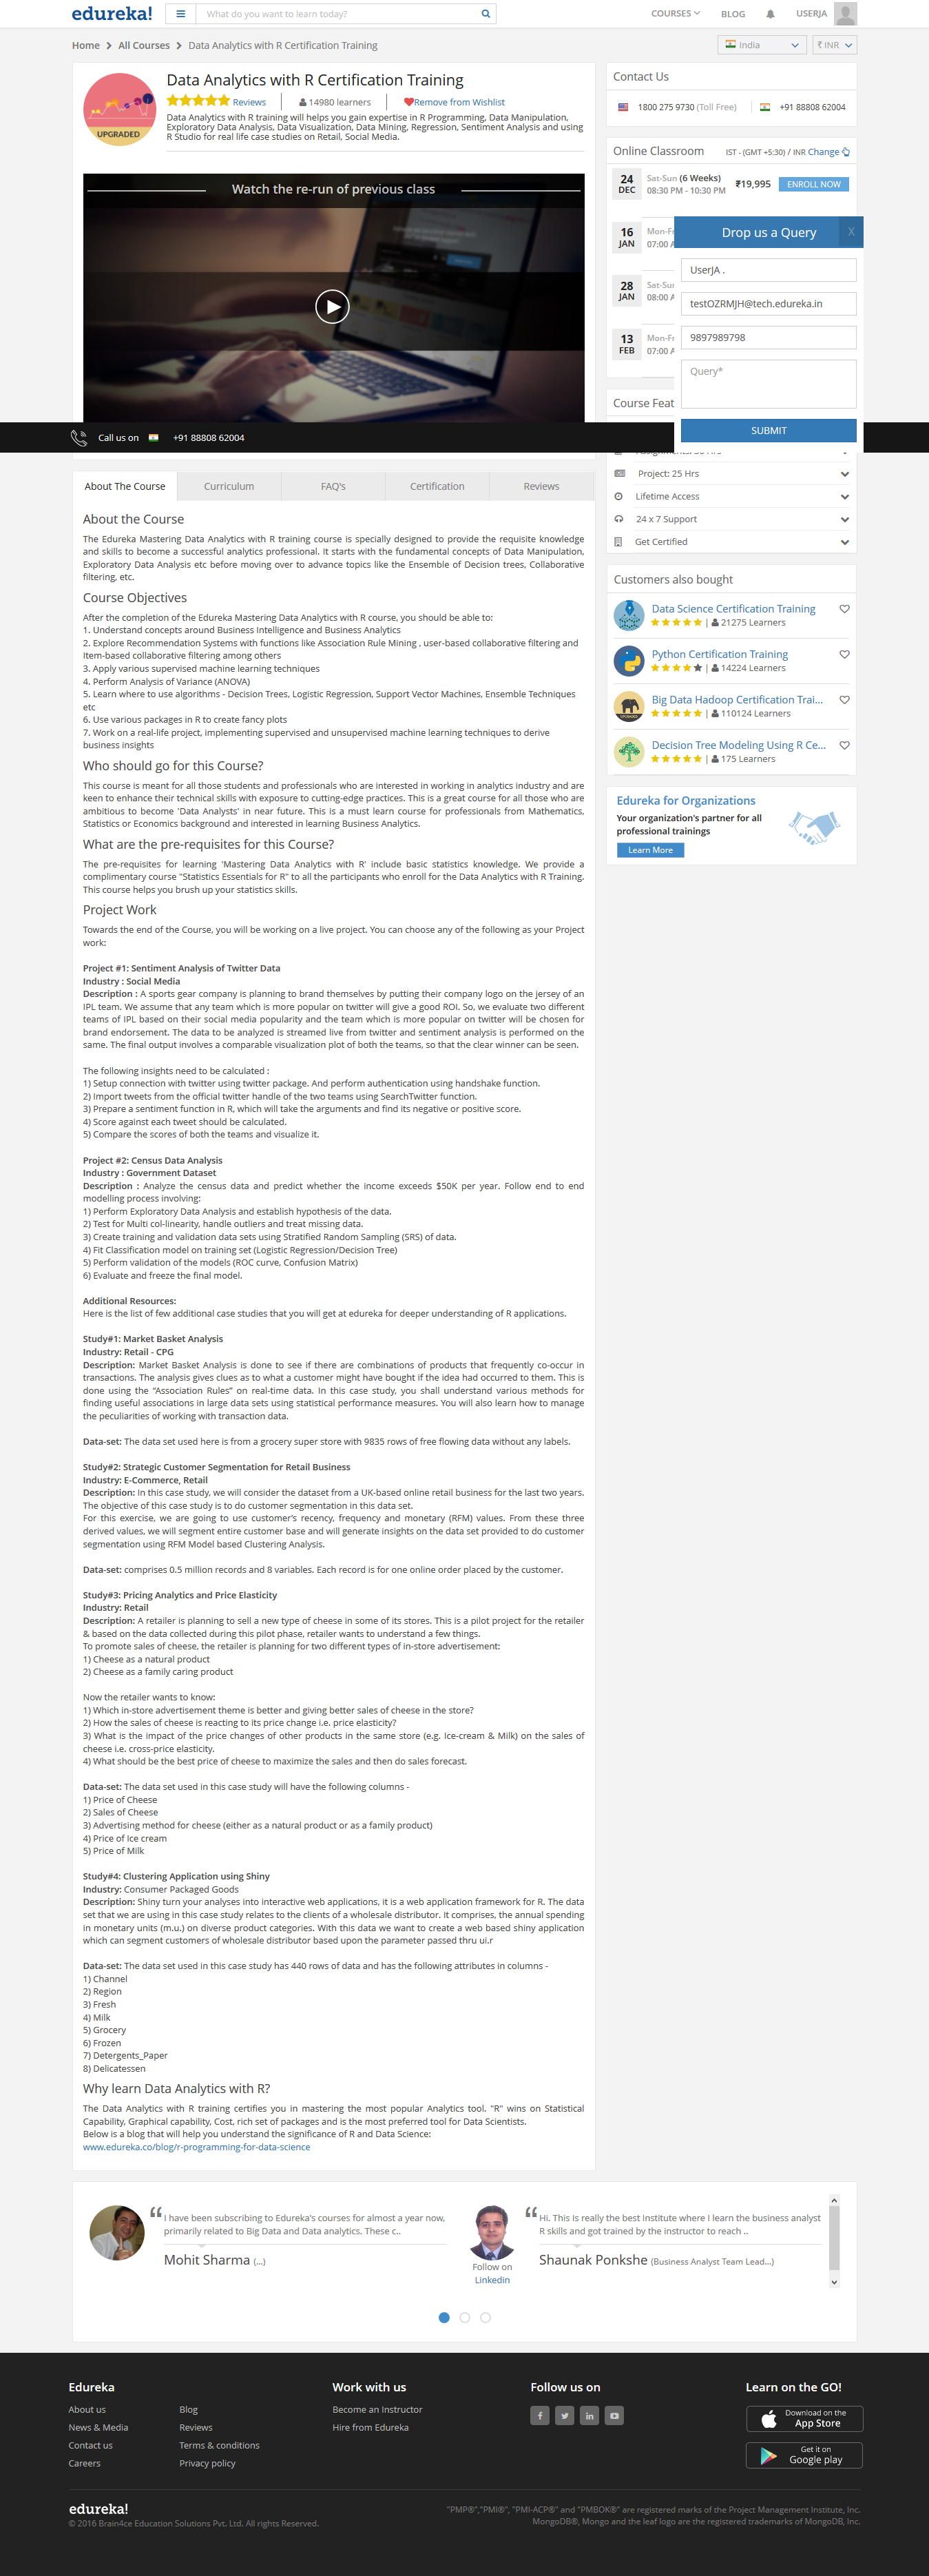 edureka!
What do you want to learn today?
COURSES
BLOG
USERJA
Home
All Courses
Data Analytics with R Certification Training
India
₹ INR
UPGRADED
Data Analytics with R Certification Training
Reviews
14980 learners
Remove from Wishlist
Data Analytics with R training will helps you gain expertise in R Programming, Data Manipulation,
Exploratory Data Analysis, Data Visualization, Data Mining, Regression, Sentiment Analysis and using
R Studio for real life case studies on Retail, Social Media.
Watch the re-run of previous class
Contact Us
1800 275 9730 (Toll Free)
+91 88808 62004
Online Classroom
IST - (GMT +5:30) / INR Change
24
DEC
Sat-Sun (6 Weeks)
08:30 PM - 10:30 PM
₹19,995
ENROLL NOW
16
JAN
Mon-Fr
07:00 A
28
JAN
Sat-Sun
08:00 A
13
FEB
Mon-Fr
07:00 A
Drop us a Query
X
UserJA .
testOZRMJH@tech.edureka.in
9897989798
Query*
SUBMIT
Course Feat
Call us on
+91 88808 62004
Project: 25 Hrs
Lifetime Access
24 x 7 Support
Get Certified
About The Course
Curriculum
FAQ's
Certification
Reviews
About the Course
The Edureka Mastering Data Analytics with R training course is specially designed to provide the requisite knowledge
and skills to become a successful analytics professional. It starts with the fundamental concepts of Data Manipulation,
Exploratory Data Analysis etc before moving over to advance topics like the Ensemble of Decision trees, Collaborative
filtering, etc.
Course Objectives
After the completion of the Edureka Mastering Data Analytics with R course, you should be able to:
1. Understand concepts around Business Intelligence and Business Analytics
2. Explore Recommendation Systems with functions like Association Rule Mining , user-based collaborative filtering and
Item-based collaborative filtering among others
3. Apply various supervised machine learning techniques
4. Perform Analysis of Variance (ANOVA)
5. Learn where to use algorithms - Decision Trees, Logistic Regression, Support Vector Machines, Ensemble Techniques
etc
6. Use various packages in R to create fancy plots
7. Work on a real-life project, implementing supervised and unsupervised machine learning techniques to derive
business insights
Who should go for this Course?
This course is meant for all those students and professionals who are interested in working in analytics industry and are
keen to enhance their technical skills with exposure to cutting-edge practices. This is a great course for all those who are
ambitious to become 'Data Analysts' in near future. This is a must learn course for professionals from Mathematics,
Statistics or Economics background and interested in learning Business Analytics.
What are the pre-requisites for this Course?
The pre-requisites for learning 'Mastering Data Analytics with R' include basic statistics knowledge. We provide a
complimentary course "Statistics Essentials for R" to all the participants who enroll for the Data Analytics with R Training.
This course helps you brush up your statistics skills.
Project Work
Towards the end of the Course, you will be working on a live project. You can choose any of the following as your Project
work:
Project #1: Sentiment Analysis of Twitter Data
Industry : Social Media
Description : A sports gear company is planning to brand themselves by putting their company logo on the jersey of an
IPL team. We assume that any team which is more popular on twitter will give a good ROI. So, we evaluate two different
teams of IPL based on their social media popularity and the team which is more popular on twitter will be chosen for
brand endorsement. The data to be analyzed is streamed live from twitter and sentiment analysis is performed on the
same. The final output involves a comparable visualization plot of both the teams, so that the clear winner can be seen.
The following insights need to be calculated :
1) Setup connection with twitter using twitter package. And perform authentication using handshake function.
2) Import tweets from the official twitter handle of the two teams using SearchTwitter function.
3) Prepare a sentiment function in R, which will take the arguments and find its negative or positive score.
4) Score against each tweet should be calculated.
5) Compare the scores of both the teams and visualize it.
Project #2: Census Data Analysis
Industry : Government Dataset
Description : Analyze the census data and predict whether the income exceeds $50K per year. Follow end to end
modelling process involving:
1) Perform Exploratory Data Analysis and establish hypothesis of the data.
2) Test for Multi col-linearity, handle outliers and treat missing data.
3) Create training and validation data sets using Stratified Random Sampling (SRS) of data.
4) Fit Classification model on training set (Logistic Regression/Decision Tree)
5) Perform validation of the models (ROC curve, Confusion Matrix)
6) Evaluate and freeze the final model.
Additional Resources:
Here is the list of few additional case studies that you will get at edureka for deeper understanding of R applications.
Study#1: Market Basket Analysis
Industry: Retail - CPG
Description: Market Basket Analysis is done to see if there are combinations of products that frequently co-occur in
transactions. The analysis gives clues as to what a customer might have bought if the idea had occurred to them. This is
done using the “Association Rules” on real-time data. In this case study, you shall understand various methods for
finding useful associations in large data sets using statistical performance measures. You will also learn how to manage
the peculiarities of working with transaction data.
Data-set: The data set used here is from a grocery super store with 9835 rows of free flowing data without any labels.
Study#2: Strategic Customer Segmentation for Retail Business
Industry: E-Commerce, Retail
Description: In this case study, we will consider the dataset from a UK-based online retail business for the last two years.
The objective of this case study is to do customer segmentation in this data set.
For this exercise, we are going to use customer's recency, frequency and monetary (RFM) values. From these three
derived values, we will segment entire customer base and will generate insights on the data set provided to do customer
segmentation using RFM Model based Clustering Analysis.
Data-set: comprises 0.5 million records and 8 variables. Each record is for one online order placed by the customer.
Study#3: Pricing Analytics and Price Elasticity
Industry: Retail
Description: A retailer is planning to sell a new type of cheese in some of its stores. This is a pilot project for the retailer
& based on the data collected during this pilot phase, retailer wants to understand a few things.
To promote sales of cheese, the retailer is planning for two different types of in-store advertisement:
1) Cheese as a natural product
2) Cheese as a family caring product
Now the retailer wants to know:
1) Which in-store advertisement theme is better and giving better sales of cheese in the store?
2) How the sales of cheese is reacting to its price change i.e. price elasticity?
3) What is the impact of the price changes of other products in the same store (e.g. Ice-cream & Milk) on the sales of
cheese i.e. cross-price elasticity.
4) What should be the best price of cheese to maximize the sales and then do sales forecast.
Data-set: The data set used in this case study will have the following columns -
1) Price of Cheese
2) Sales of Cheese
3) Advertising method for cheese (either as a natural product or as a family product)
4) Price of Ice cream
5) Price of Milk
Study#4: Clustering Application using Shiny
Industry: Consumer Packaged Goods
Description: Shiny turn your analyses into interactive web applications, it is a web application framework for R. The data
set that we are using in this case study relates to the clients of a wholesale distributor. It comprises, the annual spending
in monetary units (m.u.) on diverse product categories. With this data we want to create a web based shiny application
which can segment customers of wholesale distributor based upon the parameter passed thru ui.r
Data-set: The data set used in this case study has 440 rows of data and has the following attributes in columns -
1) Channel
2) Region
3) Fresh
4) Milk
5) Grocery
6) Frozen
7) Detergents_Paper
8) Delicatessen
Why learn Data Analytics with R?
The Data Analytics with R training certifies you in mastering the most popular Analytics tool. "R" wins on Statistical
Capability, Graphical capability, Cost, rich set of packages and is the most preferred tool for Data Scientists.
Below is a blog that will help you understand the significance of R and Data Science:
www.edureka.co/blog/r-programming-for-data-science
Customers also bought
Data Science Certification Training
| 21275 Learners
Python Certification Training
| 14224 Learners
Big Data Hadoop Certification Trai...
| 110124 Learners
Decision Tree Modeling Using R Ce...
| 175 Learners
Edureka for Organizations
Your organization's partner for all
professional trainings
Learn More
“ I have been subscribing to Edureka's courses for almost a year now,
primarily related to Big Data and Data analytics. These c..
Mohit Sharma (...)
Follow on
Linkedin
“ Hi. This Is really the best Institute where I learn the business analyst
R skills and got trained by the instructor to reach ..
Shaunak Ponkshe (Business Analyst Team Lead...)
Edureka
About us
News & Media
Contact us
Careers
Blog
Reviews
Terms & conditions
Privacy policy
Work with us
Become an Instructor
Hire from Edureka
Follow us on
Learn on the GO!
Download on the
App Store
Get it on
Google play
edureka!
© 2016 Brain4ce Education Solutions Pvt. Ltd. All rights Reserved.
"PMP®","PMI®", "PMI-ACP®" and "PMBOK®" are registered marks of the Project Management Institute, Inc.
MongoDB®, Mongo and the leaf logo are the registered trademarks of MongoDB, Inc.